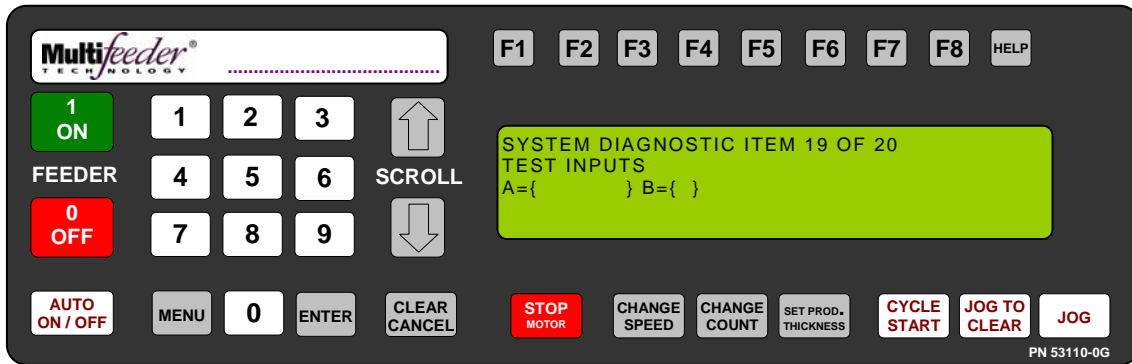 Multifeeder®
TECHNOLOGY
F1 F2 F3 F4 F5 F6 F7 F8 HELP
1
ON
FEEDER
0
OFF
1 2 3
4 5 6
7 8 9
SCROLL
SYSTEM DIAGNOSTIC ITEM 19 OF 20
TEST INPUTS
A={ } B={ }
AUTO
ON / OFF
MENU
0
ENTER
CLEAR
CANCEL
STOP
MOTOR
CHANGE
SPEED
CHANGE
COUNT
SET PROD.
THICKNESS
CYCLE
START
JOG TO
CLEAR
JOG
PN 53110-0G